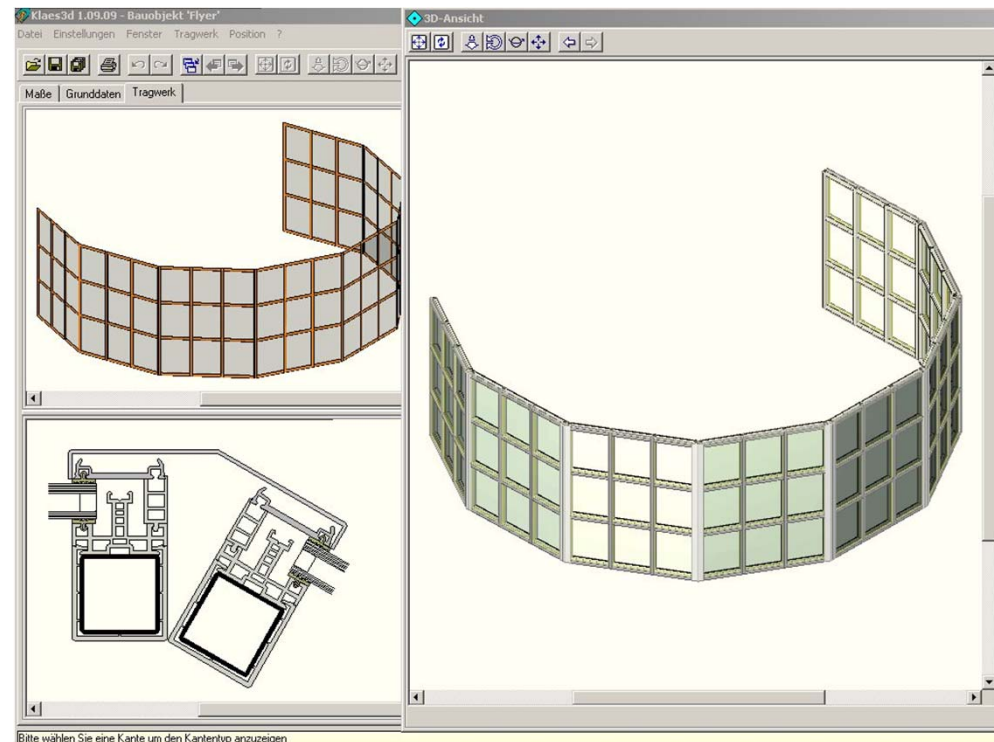 Klaes3d 1.09.09 - Bauobjekt 'Flyer'
Datei Einstellungen Fenster Tragwerk Position ?
Maße Grunddaten Tragwerk
3D-Ansicht
Bitte wählen Sie eine Kante um den Kantentyp anzuzeigen